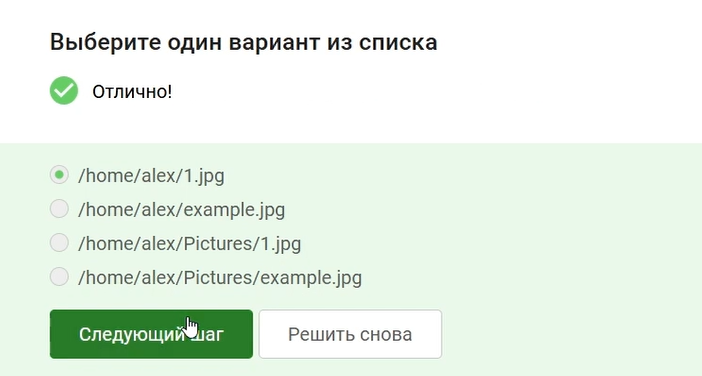 Выберите один вариант из списка
Отлично!
/home/alex/1.jpg
/home/alex/example.jpg
/home/alex/Pictures/1.jpg
/home/alex/Pictures/example.jpg
Следующий шаг
Решить снова